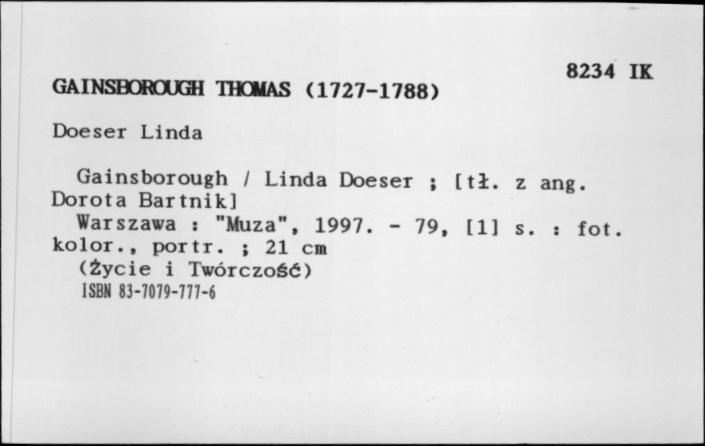 8234 IK
GAINSBOROUGH THOMAS (1727-1788)
Doeser Linda
Gainsborough / Linda Doeser ; [tł. z ang.
Dorota Bartnik]
Warszawa : "Muza", 1997. - 79, [1] s. : fot.
kolor., portr. ; 21 cm
(Życie i Twórczość)
ISBN 83-7079-777-6